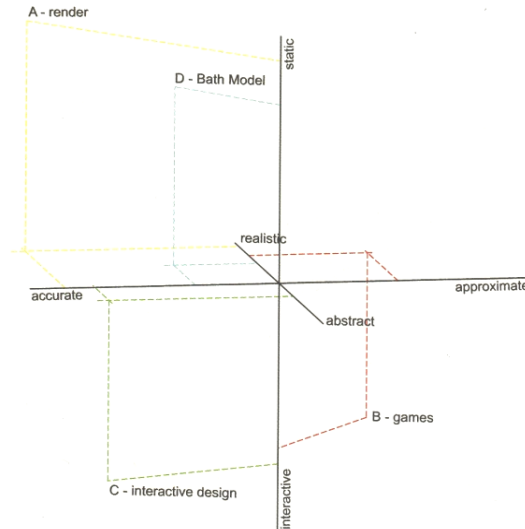 A - render
static
D - Bath Model
realistic
accurate
approximate
abstract
B - games
C - interactive design
interactive